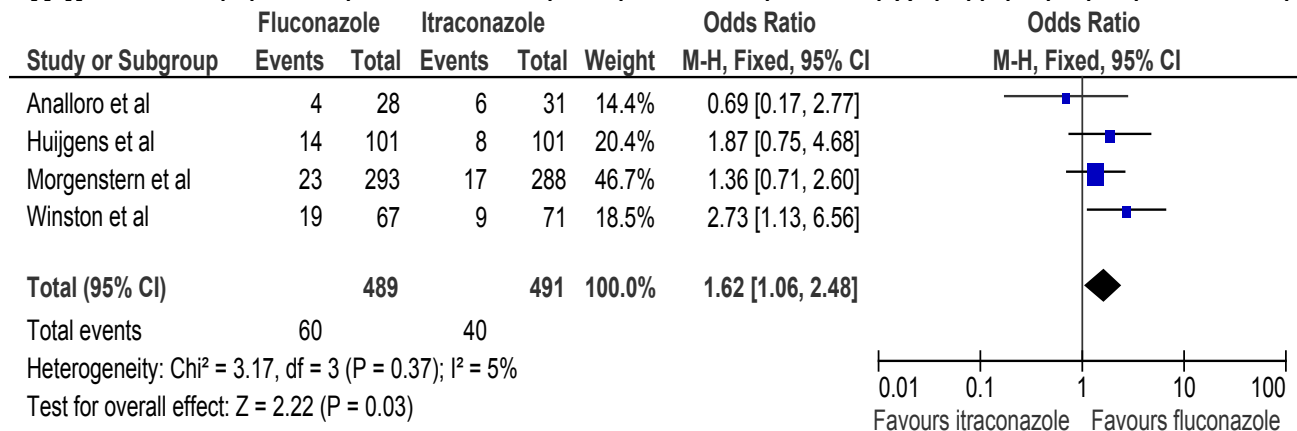 Fluconazole Itraconazole Odds Ratio Odds Ratio
Study or Subgroup Events Total Events Total Weight M-H, Fixed, 95% CI M-H, Fixed, 95% CI
Analloro et al 4 28 6 31 14.4% 0.69 [0.17, 2.77]
Huijgens et al 14 101 8 101 20.4% 1.87 [0.75, 4.68]
Morgenstern et al 23 293 17 288 46.7% 1.36 [0.71, 2.60]
Winston et al 19 67 9 71 18.5% 2.73 [1.13, 6.56]
Total (95% CI) 489 491 100.0% 1.62 [1.06, 2.48]
Total events 60 40
Heterogeneity: Chi² = 3.17, df = 3 (P = 0.37); I² = 5%
Test for overall effect: Z = 2.22 (P = 0.03)
0.01 0.1 1 10 100
Favours itraconazole Favours fluconazole